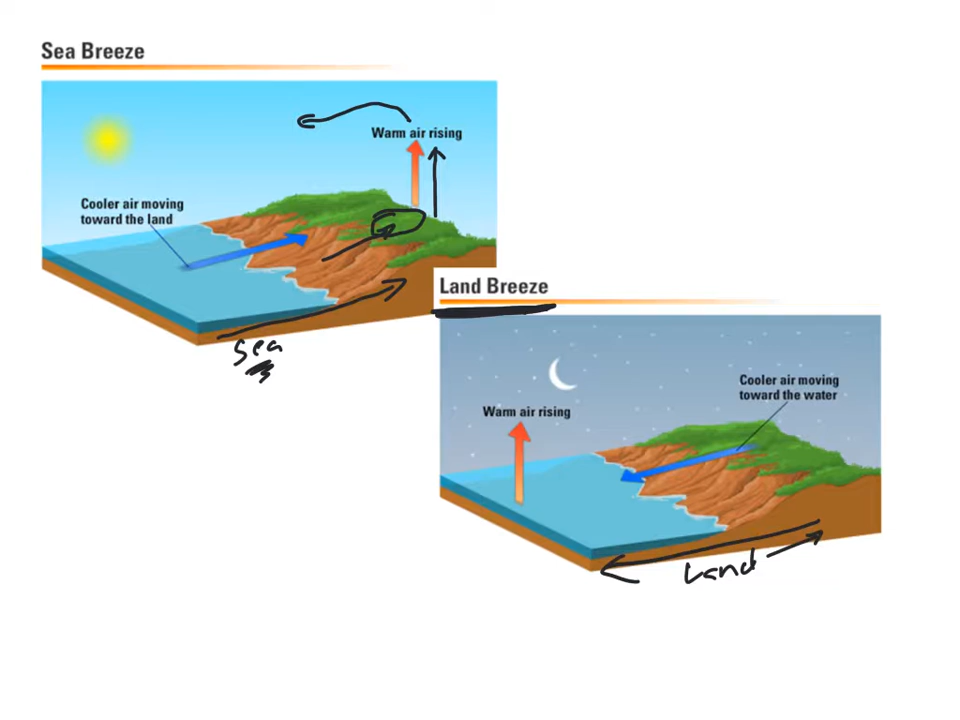 Sea Breeze
Warm air rising
Cooler air moving
toward the land
Sea
Land Breeze
Cooler air moving
toward the water
Warm air rising
Land